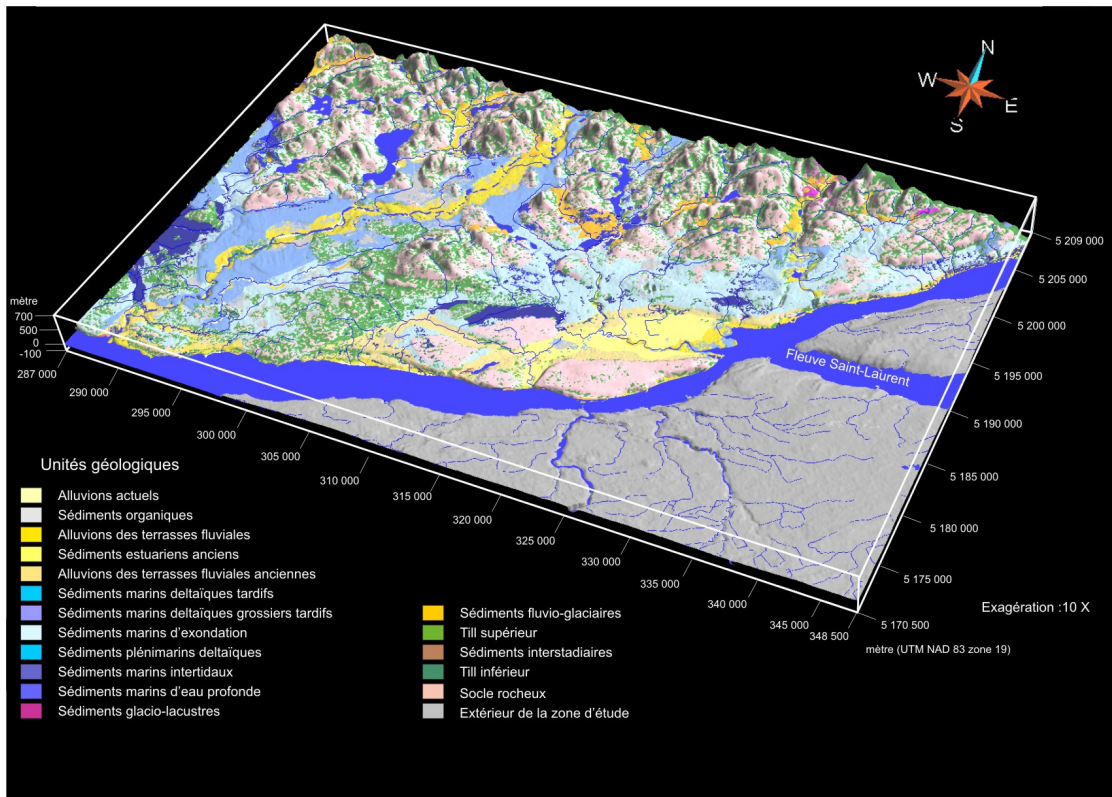 N
W
E
S
mètre
700
500
0
-100
287 000
290 000
295 000
300 000
305 000
310 000
315 000
320 000
325 000
330 000
335 000
340 000
345 000
348 500
5 209 000
5 205 000
5 200 000
5 195 000
5 190 000
5 185 000
5 180 000
5 175 000
5 170 500
Fleuve Saint-Laurent
Exagération :10 X
mètre (UTM NAD 83 zone 19)
Unités géologiques
Alluvions actuels
Sédiments organiques
Alluvions des terrasses fluviales
Sédiments estuariens anciens
Alluvions des terrasses fluviales anciennes
Sédiments marins deltaïques tardifs
Sédiments marins deltaïques grossiers tardifs
Sédiments marins d'exondation
Sédiments plénimarins deltaïques
Sédiments marins intertidaux
Sédiments marins d'eau profonde
Sédiments glacio-lacustres
Sédiments fluvio-glaciaires
Till supérieur
Sédiments interstadiaires
Till inférieur
Socle rocheux
Extérieur de la zone d'étude